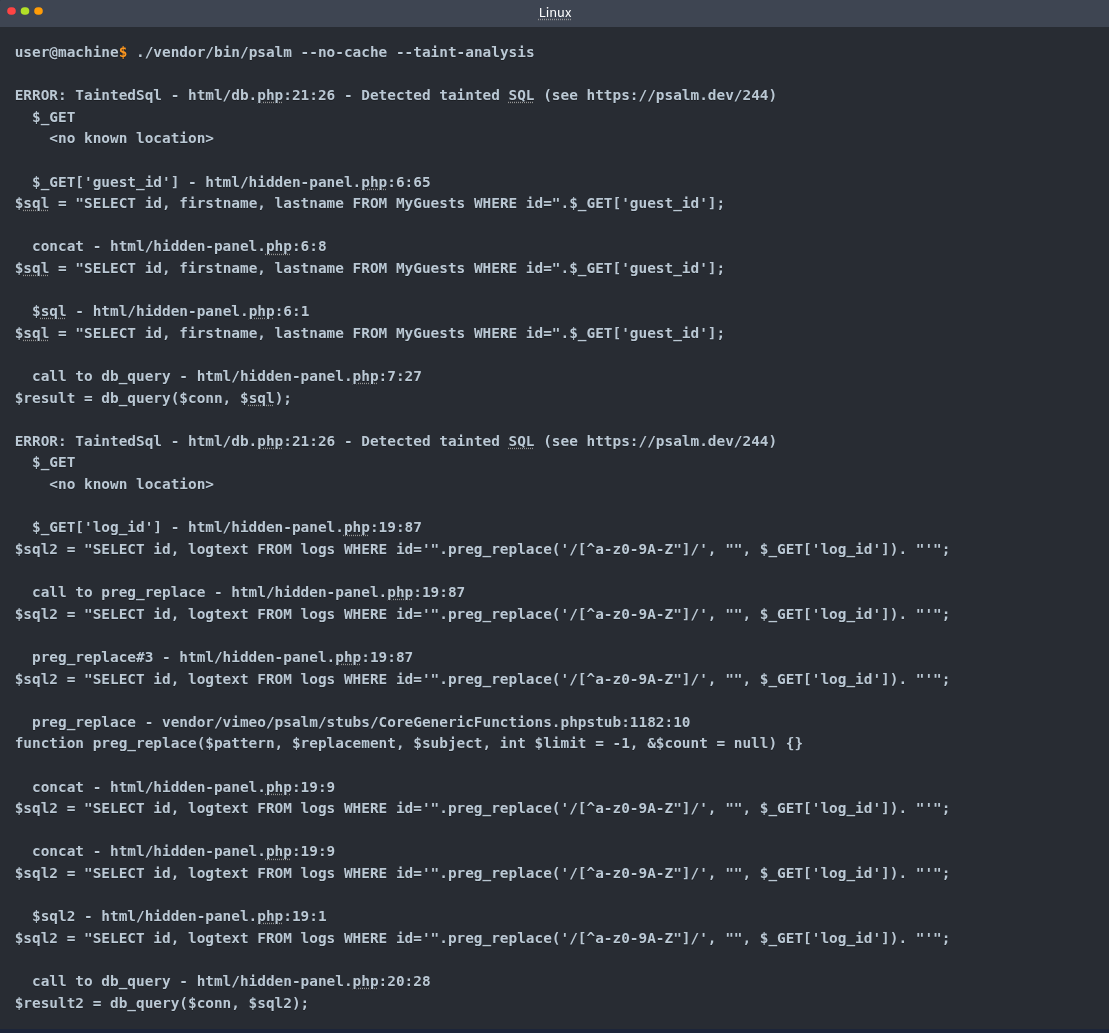 Linux
user@machine$ ./vendor/bin/psalm --no-cache --taint-analysis
ERROR: TaintedSql - html/db.php:21:26 - Detected tainted SQL (see https://psalm.dev/244)
$_GET
<no known location>
$_GET['guest_id'] - html/hidden-panel.php:6:65
$sql = "SELECT id, firstname, lastname FROM MyGuests WHERE id=".$_GET['guest_id'];
concat - html/hidden-panel.php:6:8
$sql = "SELECT id, firstname, lastname FROM MyGuests WHERE id=".$_GET['guest_id'];
$sql - html/hidden-panel.php:6:1
$sql = "SELECT id, firstname, lastname FROM MyGuests WHERE id=".$_GET['guest_id'];
call to db_query - html/hidden-panel.php:7:27
$result = db_query($conn, $sql);
ERROR: TaintedSql - html/db.php:21:26 - Detected tainted SQL (see https://psalm.dev/244)
$_GET
<no known location>
$_GET['log_id'] - html/hidden-panel.php:19:87
$sql2 = "SELECT id, logtext FROM logs WHERE id='".preg_replace('/[^a-z0-9A-Z"]/', "", $_GET['log_id']). "'";
call to preg_replace - html/hidden-panel.php:19:87
$sql2 = "SELECT id, logtext FROM logs WHERE id='".preg_replace('/[^a-z0-9A-Z"]/', "", $_GET['log_id']). "'";
preg_replace#3 - html/hidden-panel.php:19:87
$sql2 = "SELECT id, logtext FROM logs WHERE id='".preg_replace('/[^a-z0-9A-Z"]/', "", $_GET['log_id']). "'";
preg_replace - vendor/vimeo/psalm/stubs/CoreGenericFunctions.phpstub:1182:10
function preg_replace($pattern, $replacement, $subject, int $limit = -1, &$count = null) {}
concat - html/hidden-panel.php:19:9
$sql2 = "SELECT id, logtext FROM logs WHERE id='".preg_replace('/[^a-z0-9A-Z"]/', "", $_GET['log_id']). "'";
concat - html/hidden-panel.php:19:9
$sql2 = "SELECT id, logtext FROM logs WHERE id='".preg_replace('/[^a-z0-9A-Z"]/', "", $_GET['log_id']). "'";
$sql2 - html/hidden-panel.php:19:1
$sql2 = "SELECT id, logtext FROM logs WHERE id='".preg_replace('/[^a-z0-9A-Z"]/', "", $_GET['log_id']). "'";
call to db_query - html/hidden-panel.php:20:28
$result2 = db_query($conn, $sql2);